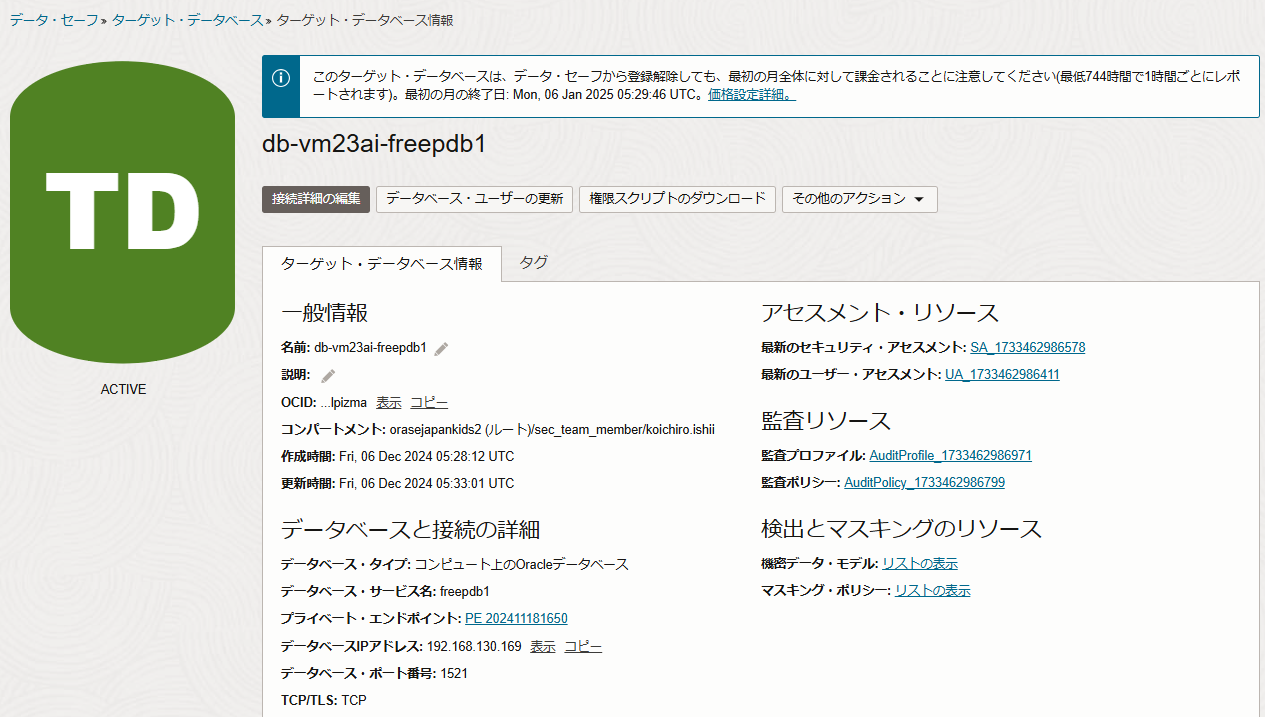 データ・セーフ » ターゲット・データベース » ターゲット・データベース情報
TD
ACTIVE
このターゲット・データベースは、データ・セーフから登録解除しても、最初の月全体に対して課金されることに注意してください(最低744時間で1時間ごとにレポ
ートされます)。最初の月の終了日: Mon, 06 Jan 2025 05:29:46 UTC。価格設定詳細。
db-vm23ai-freepdb1
接続詳細の編集 データベース・ユーザーの更新 権限スクリプトのダウンロード その他のアクション
ターゲット・データベース情報 タグ
一般情報
名前: db-vm23ai-freepdb1
説明:
OCID: ...lpizma 表示 コピー
コンパートメント: orasejapankids2 (ルート)/sec_team_member/koichiro.ishii
作成時間: Fri, 06 Dec 2024 05:28:12 UTC
更新時間: Fri, 06 Dec 2024 05:33:01 UTC
データベースと接続の詳細
データベース・タイプ: コンピュート上のOracleデータベース
データベース・サービス名: freepdb1
プライベート・エンドポイント: PE 202411181650
データベースIPアドレス: 192.168.130.169 表示 コピー
データベース・ポート番号: 1521
TCP/TLS: TCP
アセスメント・リソース
最新のセキュリティ・アセスメント: SA_1733462986578
最新のユーザー・アセスメント: UA_1733462986411
監査リソース
監査プロファイル: AuditProfile_1733462986971
監査ポリシー: AuditPolicy_1733462986799
検出とマスキングのリソース
機密データ・モデル: リストの表示
マスキング・ポリシー: リストの表示